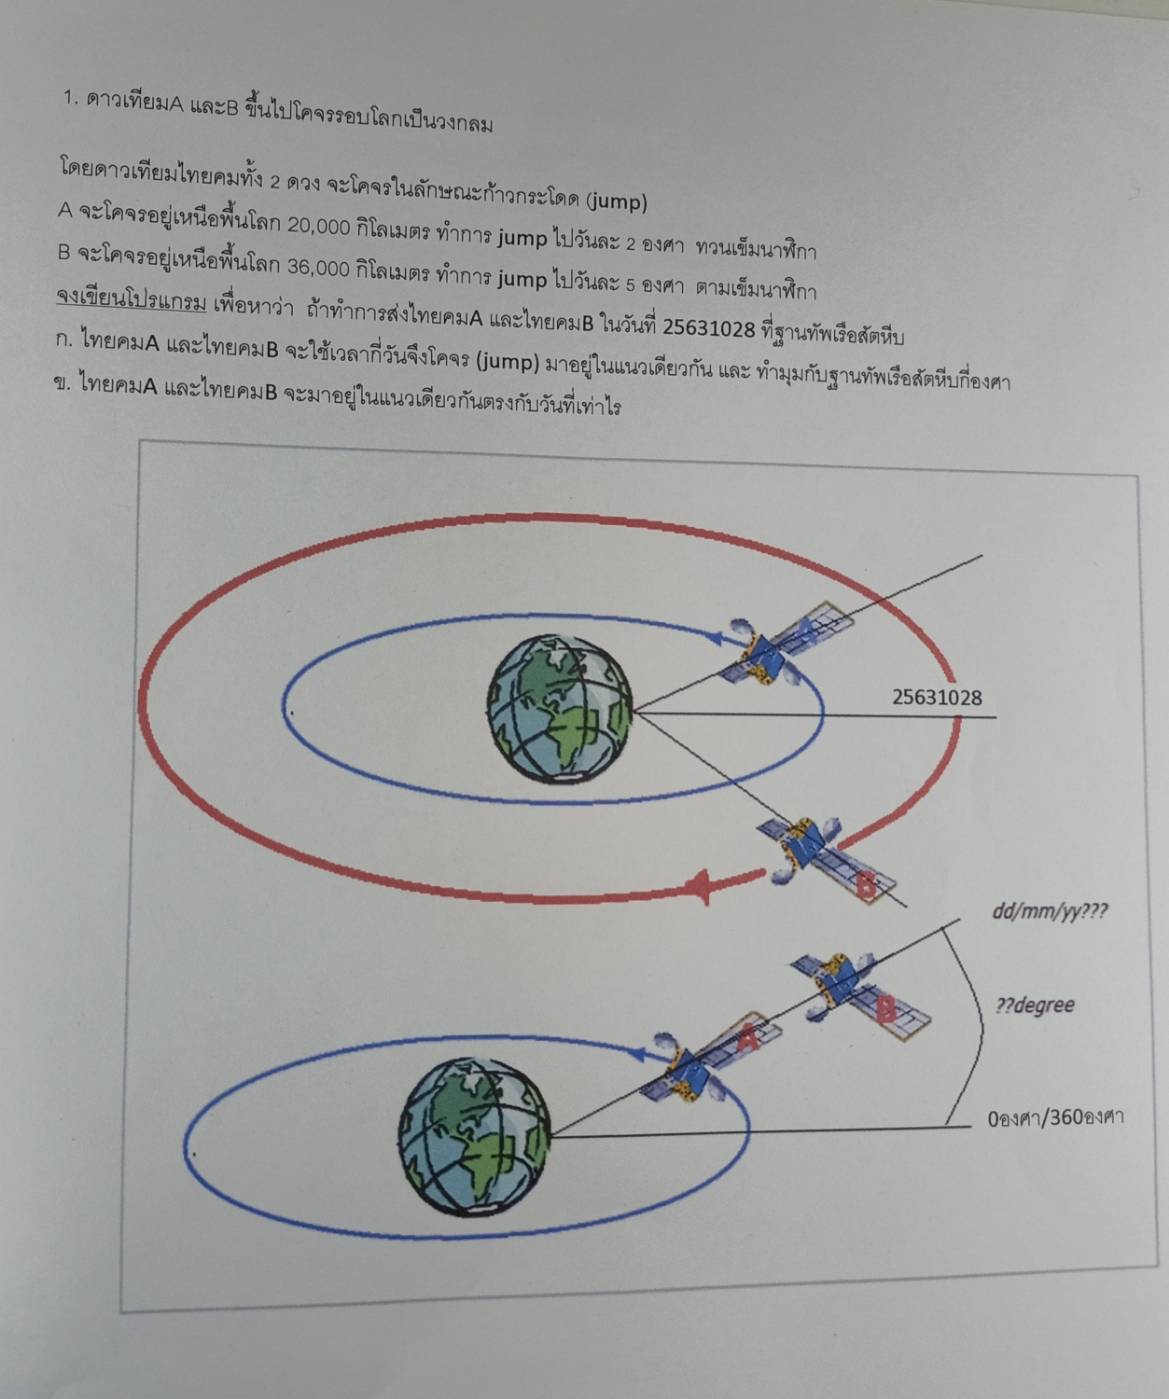 1. ดาวเทียมA และB ขึ้นไปโคจรรอบโลกเป็นวงกลม
โดยดาวเทียมไทยคมทั้ง 2 ดวง จะโคจรในลักษณะก้าวกระโดด (jump)
A จะโคจรอยู่เหนือพื้นโลก 20,000 กิโลเมตร ทำการ jump ไปวันละ 2 องศา ทวนเข็มนาฬิกา
B จะโคจรอยู่เหนือพื้นโลก 36,000 กิโลเมตร ทำการ jump ไปวันละ 5 องศา ตามเข็มนาฬิกา
จงเขียนโปรแกรม เพื่อหาว่า ถ้าทำการส่งไทยคมA และไทยคมB ในวันที่ 25631028 ที่ฐานทัพเรือสัตหีบ
ก. ไทยคมA และไทยคมB จะใช้เวลากี่วันจึงโคจร (jump) มาอยู่ในแนวเดียวกัน และ ทำมุมกับฐานทัพเรือสัตหีบกี่องศา
ข. ไทยคมA และไทยคมB จะมาอยู่ในแนวเดียวกันตรงกับวันที่เท่าไร
A
25631028
B
dd/mm/yy???
B
??degree
A
0องศา/360องศา